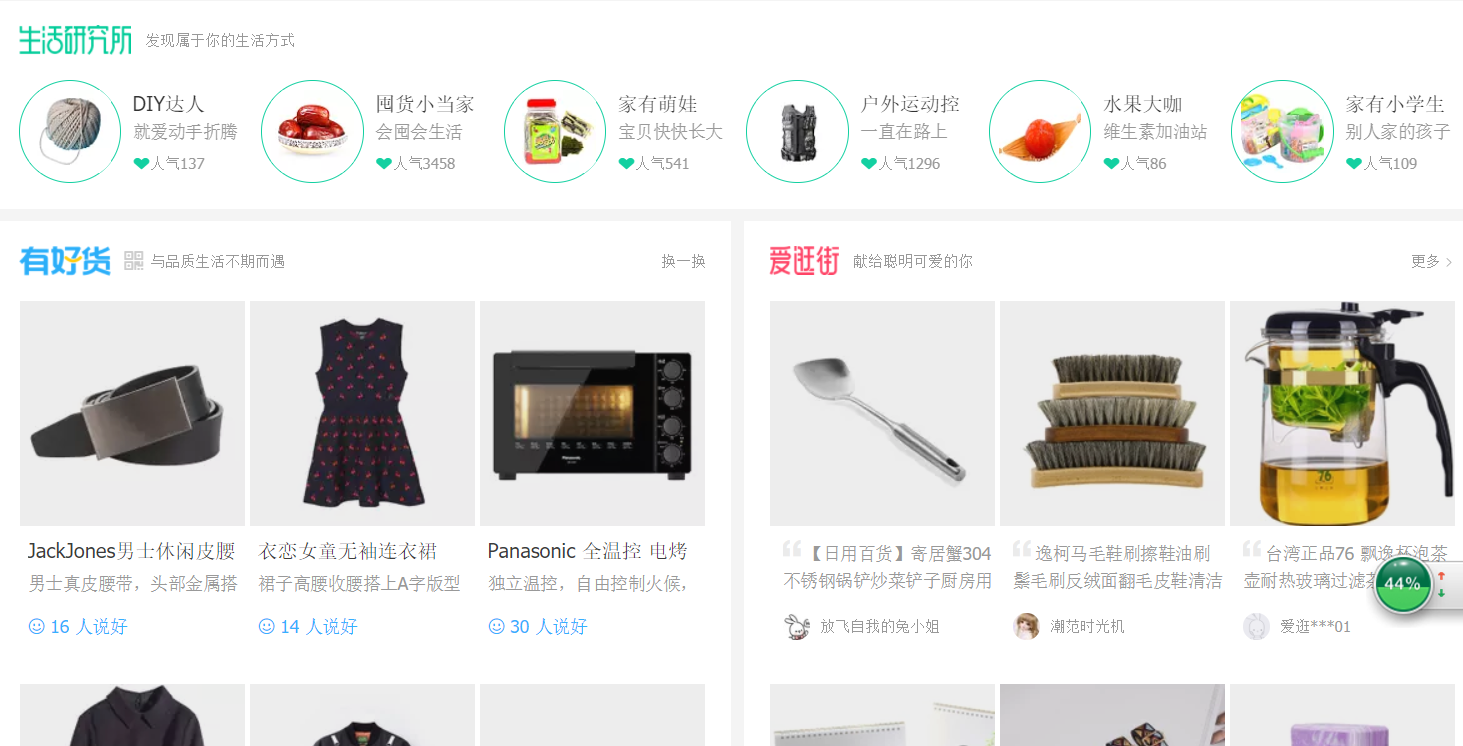 生活研究所 发现属于你的生活方式
DIY达人
就爱动手折腾
人气137
囤货小当家
会囤会生活
人气3458
家有萌娃
宝贝快快长大
人气541
户外运动控
一直在路上
人气1296
水果大咖
维生素加油站
人气86
家有小学生
别人家的孩子
人气109
有好货 与品质生活不期而遇 换一换
JackJones男士休闲皮腰
男士真皮腰带，头部金属搭
16 人说好
衣恋女童无袖连衣裙
裙子高腰收腰搭上A字版型
14 人说好
Panasonic
Panasonic 全温控 电烤
独立温控，自由控制火候，
30 人说好
爱逛街 献给聪明可爱的你 更多 >
【日用百货】寄居蟹304
不锈钢锅铲炒菜铲子厨房用
放飞自我的兔小姐
逸柯马毛鞋刷擦鞋油刷
鬃毛刷反绒面翻毛皮鞋清洁
潮范时光机
76
台湾正品76 飘逸杯泡茶
壶耐热玻璃过滤
爱逛***01
44%